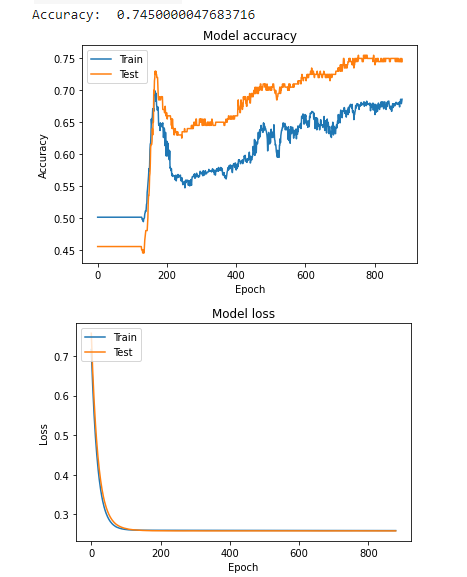 Accuracy:  0.7450000047683716
Model accuracy
Train
Test
0.75
0.70
0.65
0.60
0.55
0.50
0.45
Accuracy
0
200
400
600
800
Epoch
Model loss
Train
Test
0.7
0.6
0.5
0.4
0.3
Loss
0
200
400
600
800
Epoch